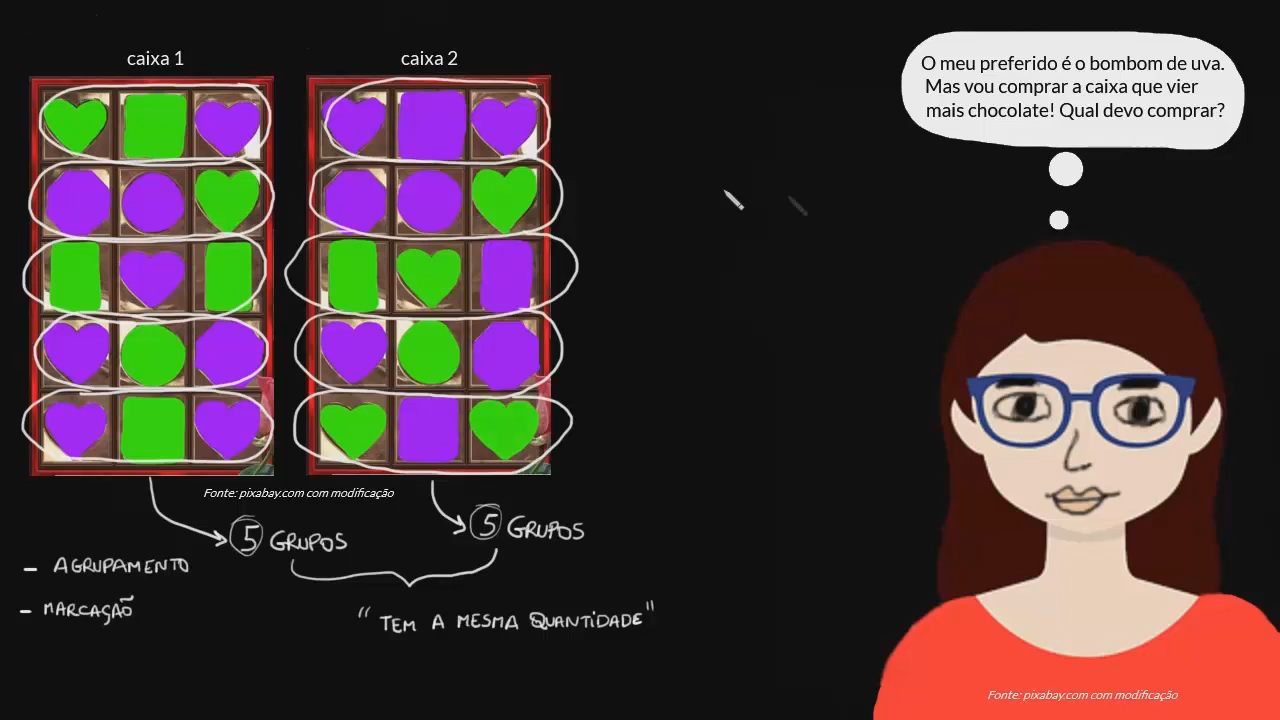 caixa 1
caixa 2
O meu preferido é o bombom de uva.
Mas vou comprar a caixa que vier
mais chocolate! Qual devo comprar?
Fonte: pixabay.com com modificação
5 GRUPOS
5 GRUPOS
- AGRUPAMENTO
- MARCAÇÃO
"TEM A MESMA QUANTIDADE"
Fonte: pixabay.com com modificação